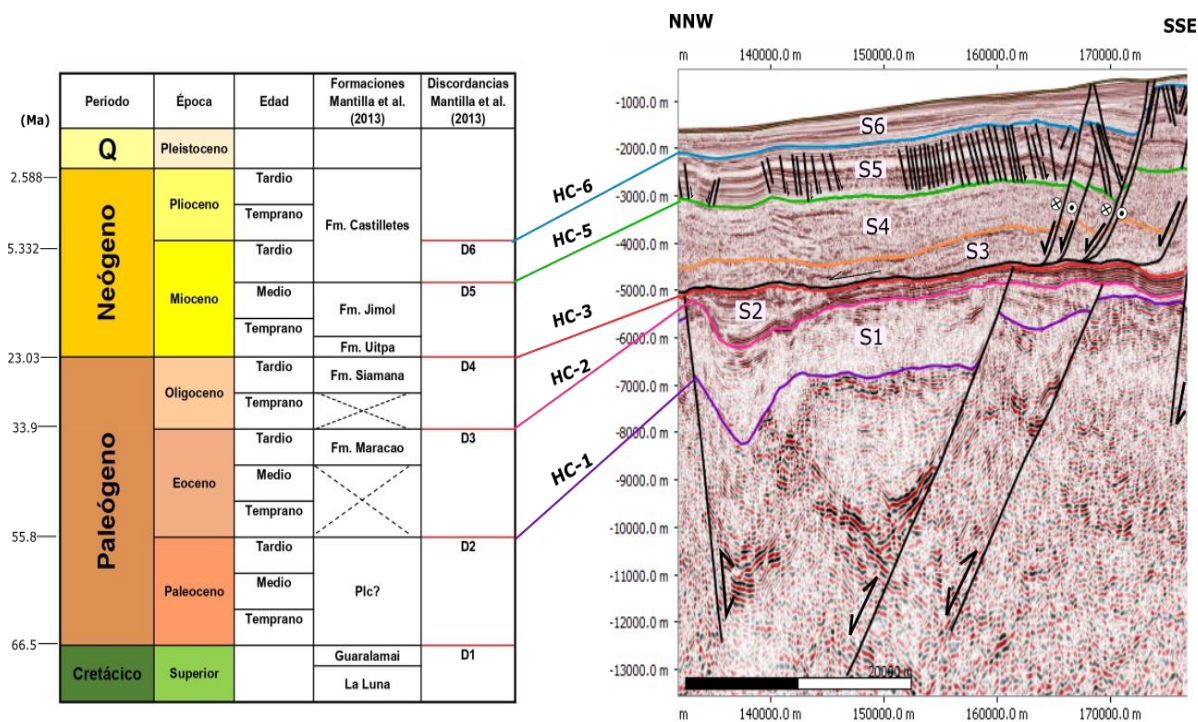 NNW
SSE
m 140000.0 m 150000.0 m 160000.0 m 170000.0 m
(Ma)
Periodo
Época
Edad
Formaciones
Mantilla et al.
(2013)
Discordancias
Mantilla et al.
(2013)
Q
Pleistoceno
2.588
Neógeno
Plioceno
Tardio
Temprano
Fm. Castilletes
5.332
Mioceno
Tardio
D6
Medio
Fm. Jimol
D5
Temprano
Fm. Uitpa
23.03
Paleógeno
Oligoceno
Tardio
Fm. Siamana
D4
Temprano
33.9
Eoceno
Tardio
Fm. Maracao
D3
Medio
Temprano
55.8
Paleoceno
Tardio
D2
Medio
Plc?
Temprano
66.5
Cretácico
Superior
Guaralamai
D1
La Luna
HC-6
HC-5
HC-3
HC-2
HC-1
-1000.0 m
-2000.0 m
-3000.0 m
-4000.0 m
-5000.0 m
-6000.0 m
-7000.0 m
-8000.0 m
-9000.0 m
-10000.0 m
-11000.0 m
-12000.0 m
-13000.0 m
S6
S5
S4
S3
S2
S1
20000.0 m
m 140000.0 m 150000.0 m 160000.0 m 170000.0 m